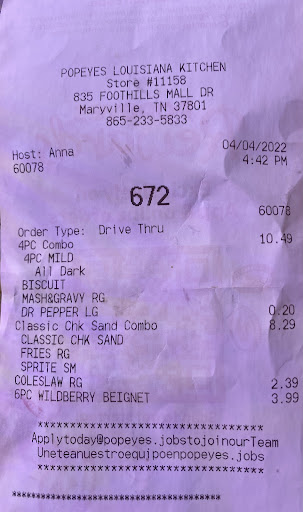 POPEYES LOUISIANA KITCHEN
Store #11158
835 FOOTHILLS MALL DR
Maryville, TN 37801
865-233-5833
Host: Anna 04/04/2022
60078 4:42 PM
672
60078
Order Type: Drive Thru
4PC Combo 10.49
4PC MILD
All Dark
BISCUIT
MASH&GRAVY RG
DR PEPPER LG 0.20
Classic Chk Sand Combo 8.29
CLASSIC CHK SAND
FRIES RG
SPRITE SM
COLESLAW RG 2.39
6PC WILDBERRY BEIGNET 3.99
**********************************
Applytoday@popeyes.jobstojoinourTeam
Uneteanuestroequipoenpopeyes.jobs
**********************************
**********************************